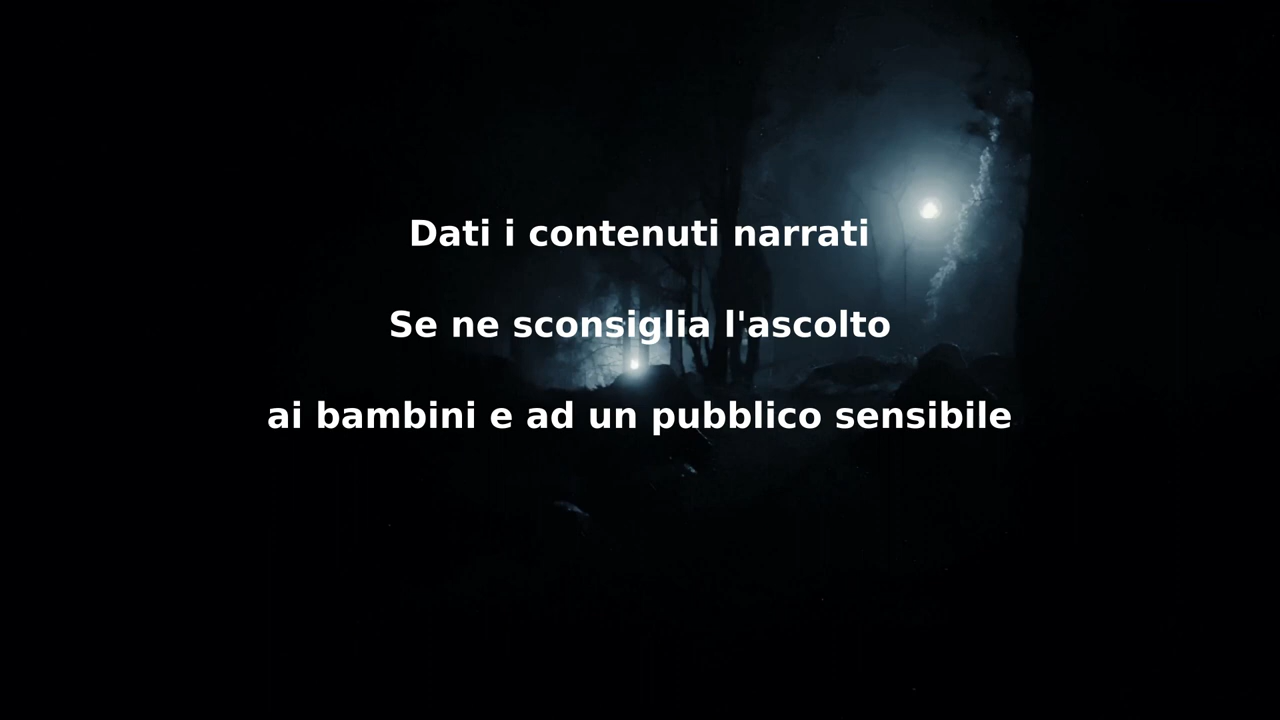 Dati i contenuti narrati
Se ne sconsiglia l'ascolto
ai bambini e ad un pubblico sensibile